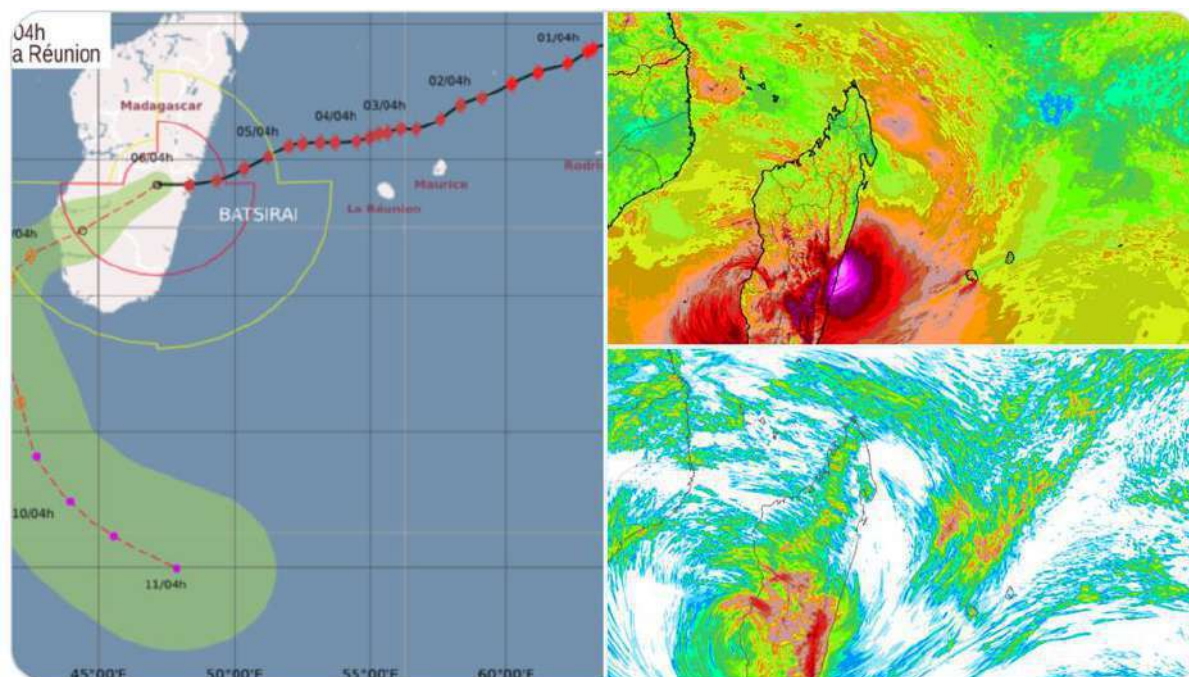 04h
a Réunion
01/04h
02/04h
03/04h
04/04h
Madagascar
05/04h
06/04h
Rodri
Maurice
La Réunion
BATSIRAI
/04h
10/04h
11/04h
45°00'E
50°00'E
55°00'E
60°00'E